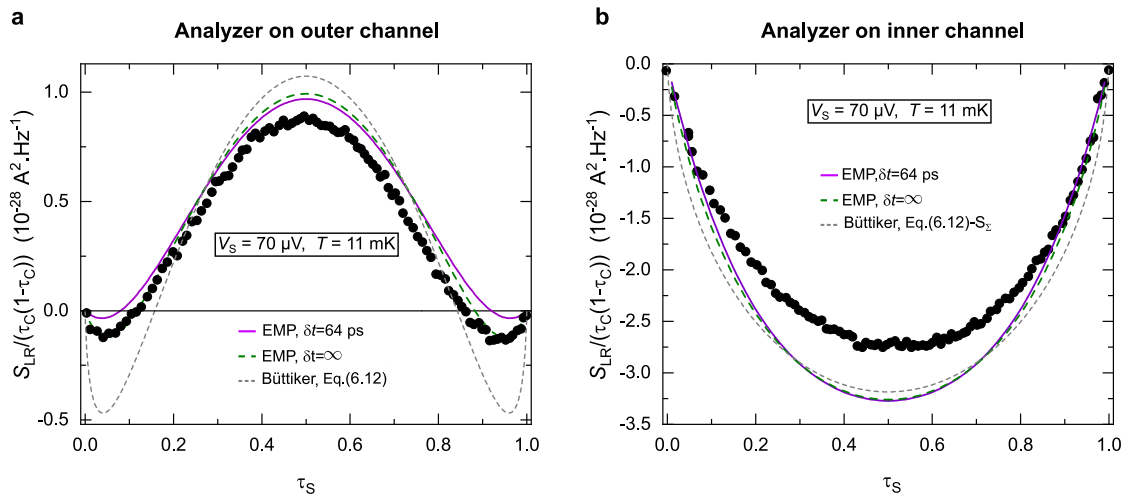 a
Analyzer on outer channel
S_LR/(τ_C(1-τ_C)) (10⁻²⁸ A².Hz⁻¹)
1.0
0.5
0.0
-0.5
V_S = 70 µV, T = 11 mK
EMP, δt=64 ps
EMP, δt=∞
Büttiker, Eq.(6.12)
0.0 0.2 0.4 0.6 0.8 1.0
τ_S
b
Analyzer on inner channel
S_LR/(τ_C(1-τ_C)) (10⁻²⁸ A².Hz⁻¹)
0.0
-0.5
-1.0
-1.5
-2.0
-2.5
-3.0
-3.5
V_S = 70 µV, T = 11 mK
EMP,δt=64 ps
EMP, δt=∞
Büttiker, Eq.(6.12)-S_Σ
0.0 0.2 0.4 0.6 0.8 1.0
τ_S